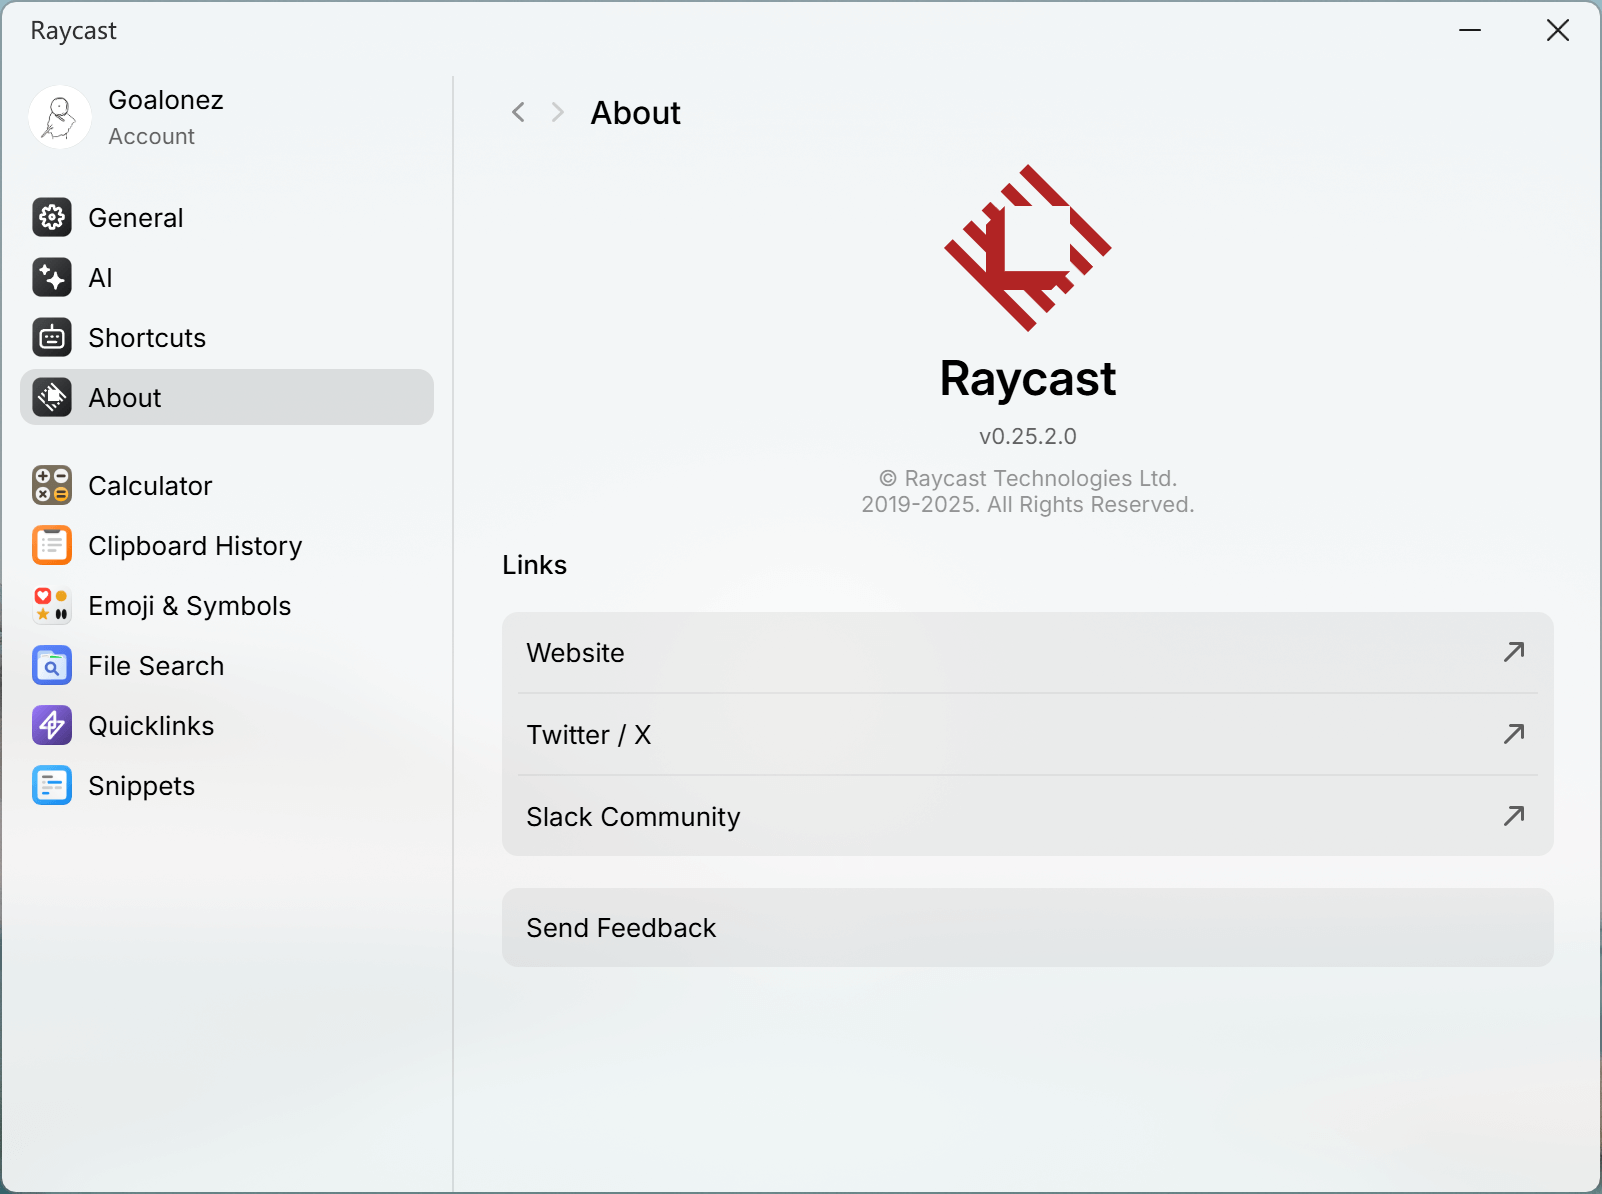 Raycast
Goalonez
Account
General
AI
Shortcuts
About
Calculator
Clipboard History
Emoji & Symbols
File Search
Quicklinks
Snippets
About
Raycast
v0.25.2.0
© Raycast Technologies Ltd.
2019-2025. All Rights Reserved.
Links
Website
Twitter / X
Slack Community
Send Feedback